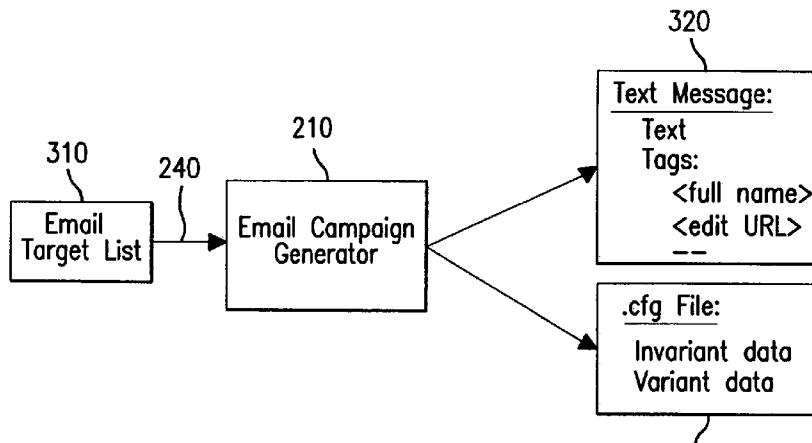 320
Text Message:
Text
Tags:
<full name>
<edit URL>
--
210
310
240
Email
Target List
Email Campaign
Generator
.cfg File:
Invariant data
Variant data